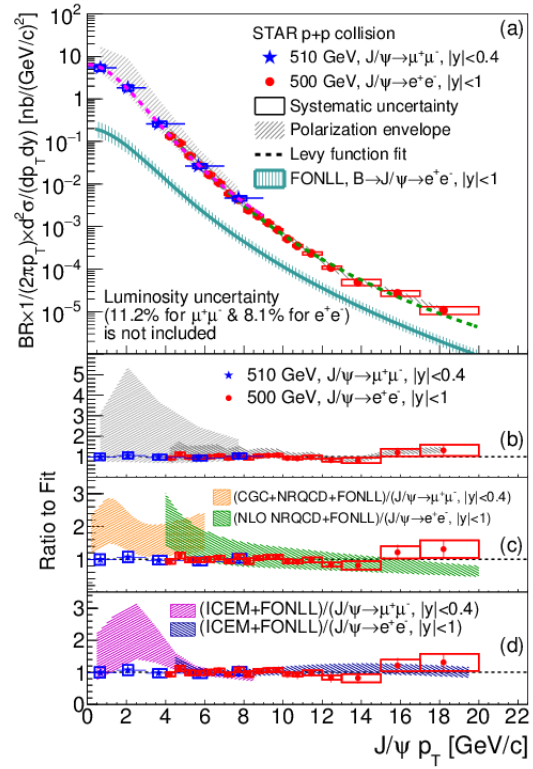 STAR p+p collision
(a)
510 GeV, J/ψ→μ⁺μ⁻, |y|<0.4
500 GeV, J/ψ→e⁺e⁻, |y|<1
Systematic uncertainty
Polarization envelope
Levy function fit
FONLL, B→J/ψ→e⁺e⁻, |y|<1
BR×1/(2πp_T)×d²σ/(dp_T dy) [nb/(GeV/c)²]
10²
10
1
10⁻¹
10⁻²
10⁻³
10⁻⁴
10⁻⁵
Luminosity uncertainty
(11.2% for μ⁺μ⁻ & 8.1% for e⁺e⁻)
is not included
510 GeV, J/ψ→μ⁺μ⁻, |y|<0.4
500 GeV, J/ψ→e⁺e⁻, |y|<1
5
4
3
2
1
(b)
Ratio to Fit
(CGC+NRQCD+FONLL)/(J/ψ→μ⁺μ⁻, |y|<0.4)
(NLO NRQCD+FONLL)/(J/ψ→e⁺e⁻, |y|<1)
3
2
1
0
(c)
(ICEM+FONLL)/(J/ψ→μ⁺μ⁻, |y|<0.4)
(ICEM+FONLL)/(J/ψ→e⁺e⁻, |y|<1)
3
2
1
0
(d)
0 2 4 6 8 10 12 14 16 18 20 22
J/ψ p_T [GeV/c]